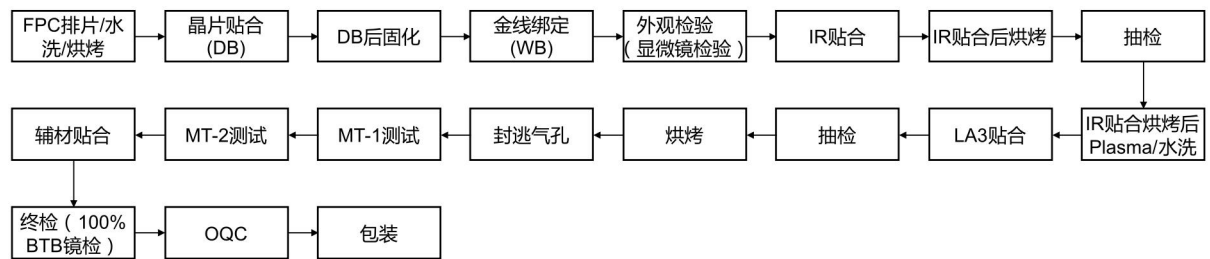 FPC排片/水
洗/烘烤
晶片贴合
(DB)
DB后固化
金线绑定
(WB)
外观检验
（显微镜检验）
IR贴合
IR贴合后烘烤
抽检
IR贴合烘烤后
Plasma/水洗
LA3贴合
抽检
烘烤
封逃气孔
MT-1测试
MT-2测试
辅材贴合
终检（100%
BTB镜检）
OQC
包装